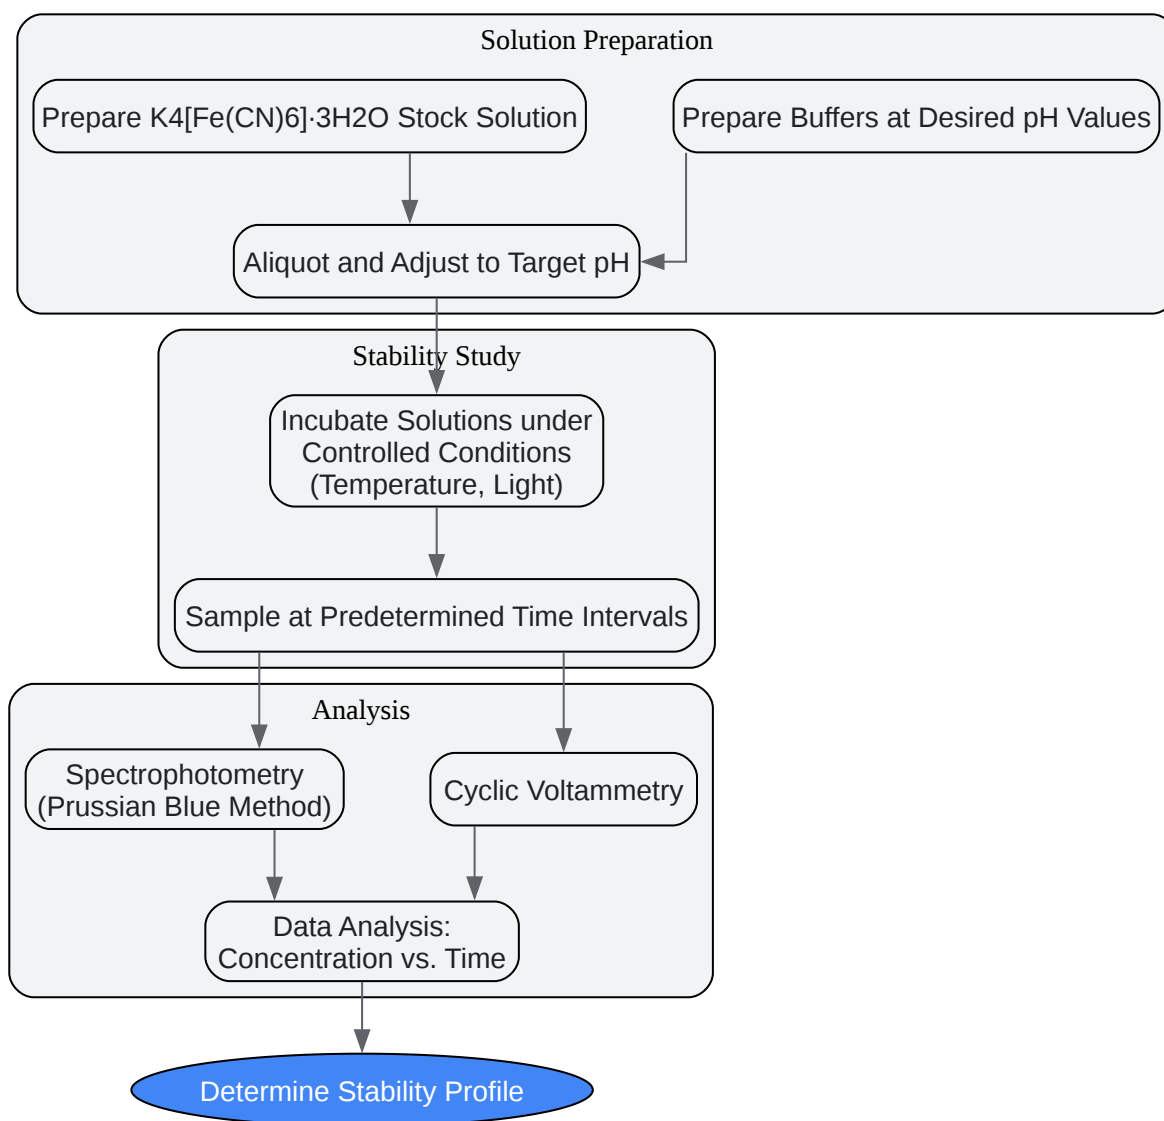 Solution Preparation
Prepare K4[Fe(CN)6]·3H2O Stock Solution
Prepare Buffers at Desired pH Values
Aliquot and Adjust to Target pH
Stability Study
Incubate Solutions under
Controlled Conditions
(Temperature, Light)
Sample at Predetermined Time Intervals
Analysis
Spectrophotometry
(Prussian Blue Method)
Cyclic Voltammetry
Data Analysis:
Concentration vs. Time
Determine Stability Profile